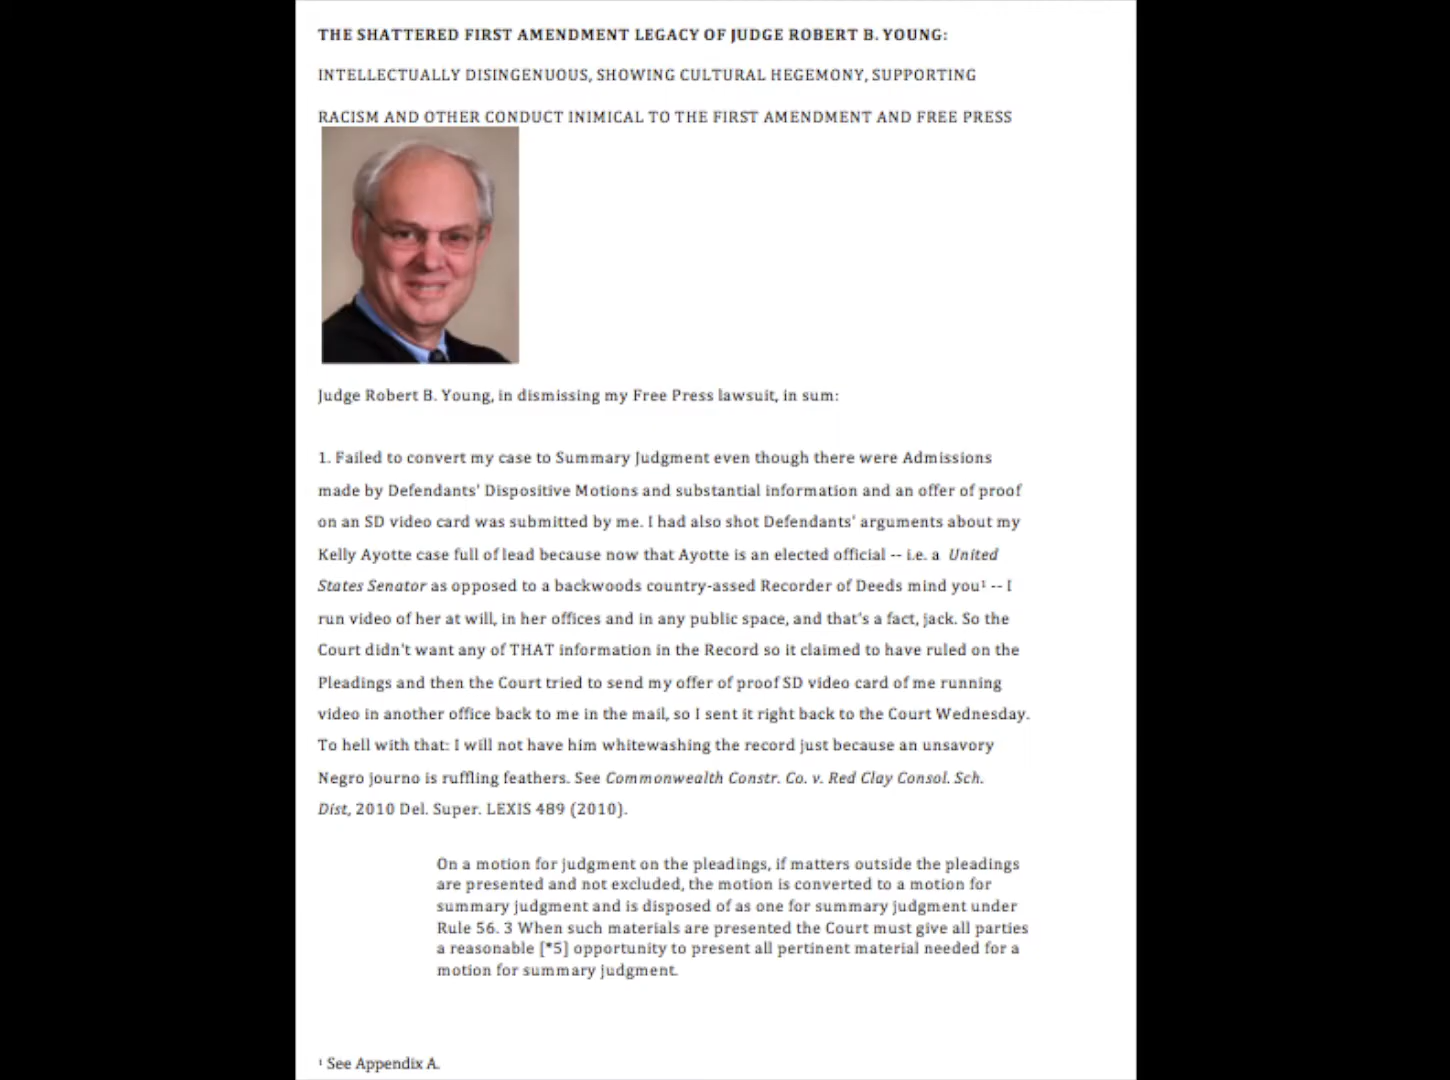 THE SHATTERED FIRST AMENDMENT LEGACY OF JUDGE ROBERT B. YOUNG:
INTELLECTUALLY DISINGENUOUS, SHOWING CULTURAL HEGEMONY, SUPPORTING
RACISM AND OTHER CONDUCT INIMICAL TO THE FIRST AMENDMENT AND FREE PRESS
Judge Robert B. Young, in dismissing my Free Press lawsuit, in sum:
1. Failed to convert my case to Summary Judgment even though there were Admissions
made by Defendants' Dispositive Motions and substantial information and an offer of proof
on an SD video card was submitted by me. I had also shot Defendants' arguments about my
Kelly Ayotte case full of lead because now that Ayotte is an elected official -- i.e. a United
States Senator as opposed to a backwoods country-assed Recorder of Deeds mind you¹ -- I
run video of her at will, in her offices and in any public space, and that's a fact, jack. So the
Court didn't want any of THAT information in the Record so it claimed to have ruled on the
Pleadings and then the Court tried to send my offer of proof SD video card of me running
video in another office back to me in the mail, so I sent it right back to the Court Wednesday.
To hell with that: I will not have him whitewashing the record just because an unsavory
Negro journo is ruffling feathers. See Commonwealth Constr. Co. v. Red Clay Consol. Sch.
Dist, 2010 Del. Super. LEXIS 489 (2010).
On a motion for judgment on the pleadings, if matters outside the pleadings
are presented and not excluded, the motion is converted to a motion for
summary judgment and is disposed of as one for summary judgment under
Rule 56. 3 When such materials are presented the Court must give all parties
a reasonable [*5] opportunity to present all pertinent material needed for a
motion for summary judgment.
¹ See Appendix A.